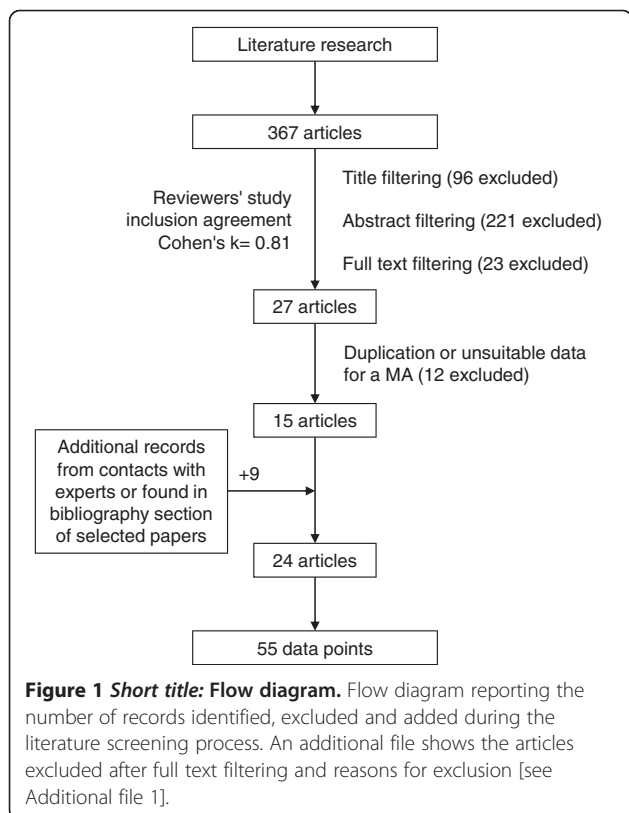 Literature research
367 articles
Reviewers' study
inclusion agreement
Cohen's k= 0.81
Title filtering (96 excluded)
Abstract filtering (221 excluded)
Full text filtering (23 excluded)
27 articles
Duplication or unsuitable data
for a MA (12 excluded)
15 articles
Additional records
from contacts with
experts or found in
bibliography section
of selected papers
+9
24 articles
55 data points
Figure 1 Short title: Flow diagram. Flow diagram reporting the
number of records identified, excluded and added during the
literature screening process. An additional file shows the articles
excluded after full text filtering and reasons for exclusion [see
Additional file 1].